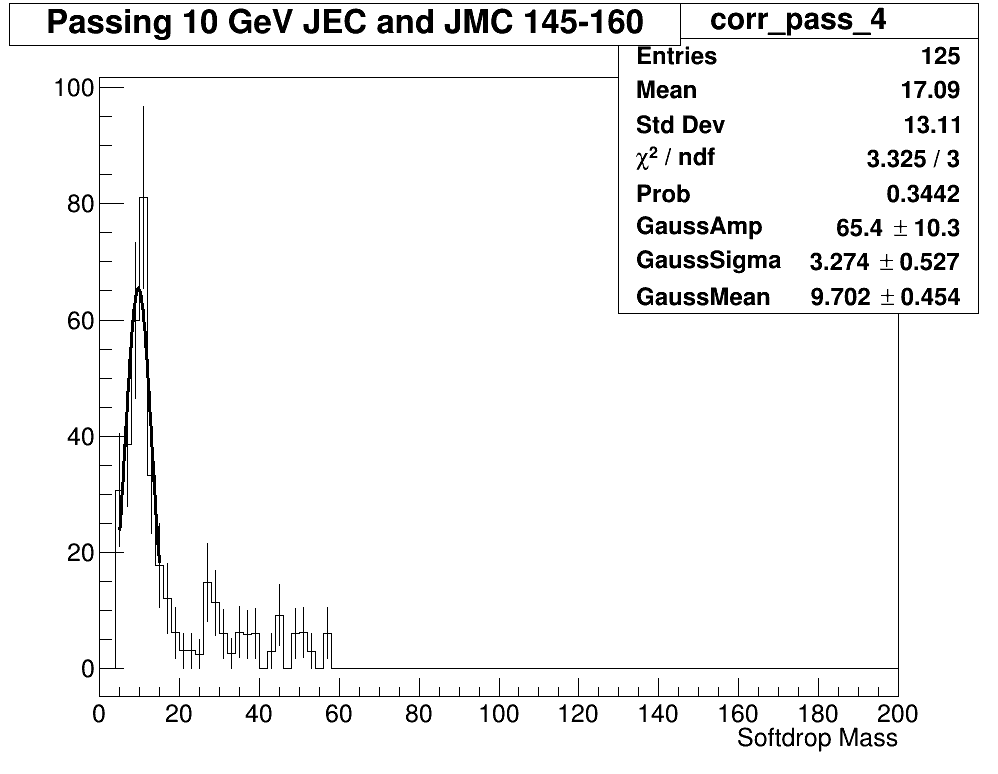 Passing 10 GeV JEC and JMC 145-160
corr_pass_4
Entries 125
Mean 17.09
Std Dev 13.11
χ² / ndf 3.325 / 3
Prob 0.3442
GaussAmp 65.4 ± 10.3
GaussSigma 3.274 ± 0.527
GaussMean 9.702 ± 0.454
100
80
60
40
20
0
0 20 40 60 80 100 120 140 160 180 200
Softdrop Mass